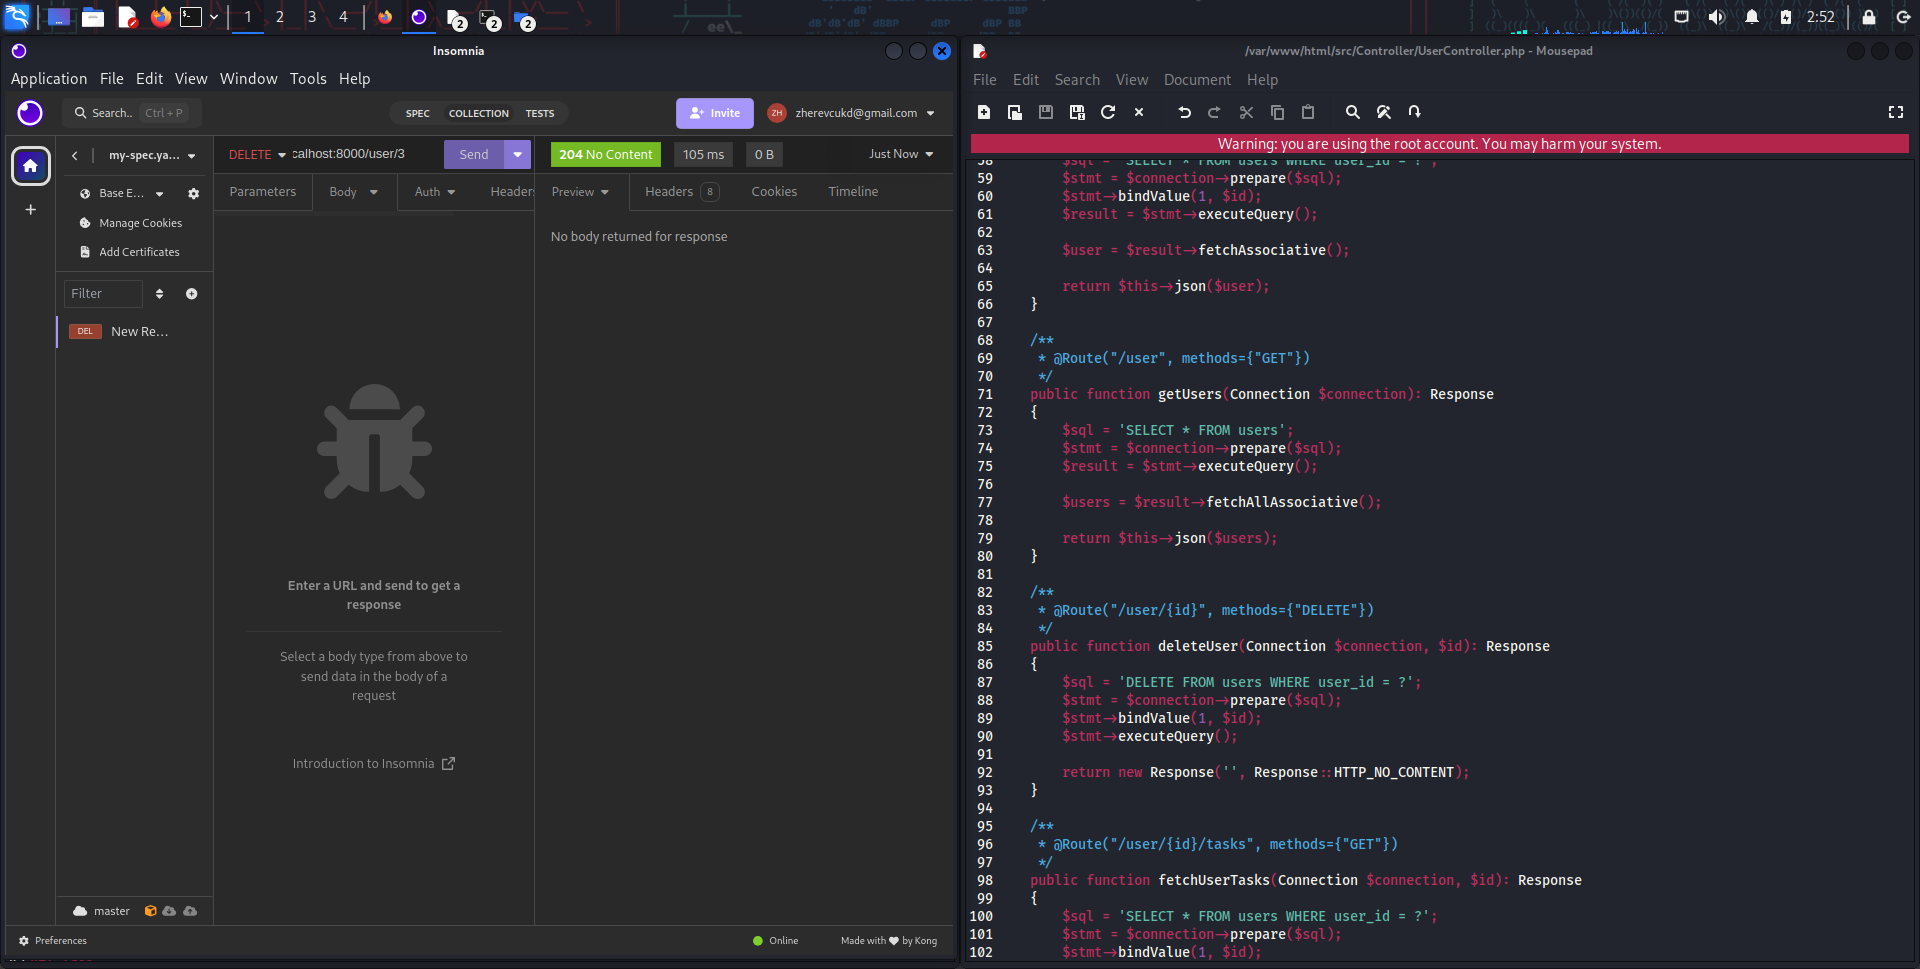 1 2 3 4 2 2 2 2:52
Insomnia
Application File Edit View Window Tools Help
Search.. Ctrl + P SPEC COLLECTION TESTS Invite ZH zherevcukd@gmail.com
my-spec.ya... DELETE calhost:8000/user/3 Send 204 No Content 105 ms 0 B Just Now
Base E... Parameters Body Auth Headers Preview Headers 8 Cookies Timeline
Manage Cookies
Add Certificates
No body returned for response
Filter
DEL New Re...
Enter a URL and send to get a
response
Select a body type from above to
send data in the body of a
request
Introduction to Insomnia
master
Preferences Online Made with ❤ by Kong
/var/www/html/src/Controller/UserController.php - Mousepad
File Edit Search View Document Help
Warning: you are using the root account. You may harm your system.
58 $sql = 'SELECT * FROM users WHERE user_id = ?';
59 $stmt = $connection->prepare($sql);
60 $stmt->bindValue(1, $id);
61 $result = $stmt->executeQuery();
62
63 $user = $result->fetchAssociative();
64
65 return $this->json($user);
66 }
67
68 /**
69 * @Route("/user", methods={"GET"})
70 */
71 public function getUsers(Connection $connection): Response
72 {
73 $sql = 'SELECT * FROM users';
74 $stmt = $connection->prepare($sql);
75 $result = $stmt->executeQuery();
76
77 $users = $result->fetchAllAssociative();
78
79 return $this->json($users);
80 }
81
82 /**
83 * @Route("/user/{id}", methods={"DELETE"})
84 */
85 public function deleteUser(Connection $connection, $id): Response
86 {
87 $sql = 'DELETE FROM users WHERE user_id = ?';
88 $stmt = $connection->prepare($sql);
89 $stmt->bindValue(1, $id);
90 $stmt->executeQuery();
91
92 return new Response('', Response::HTTP_NO_CONTENT);
93 }
94
95 /**
96 * @Route("/user/{id}/tasks", methods={"GET"})
97 */
98 public function fetchUserTasks(Connection $connection, $id): Response
99 {
100 $sql = 'SELECT * FROM users WHERE user_id = ?';
101 $stmt = $connection->prepare($sql);
102 $stmt->bindValue(1, $id);